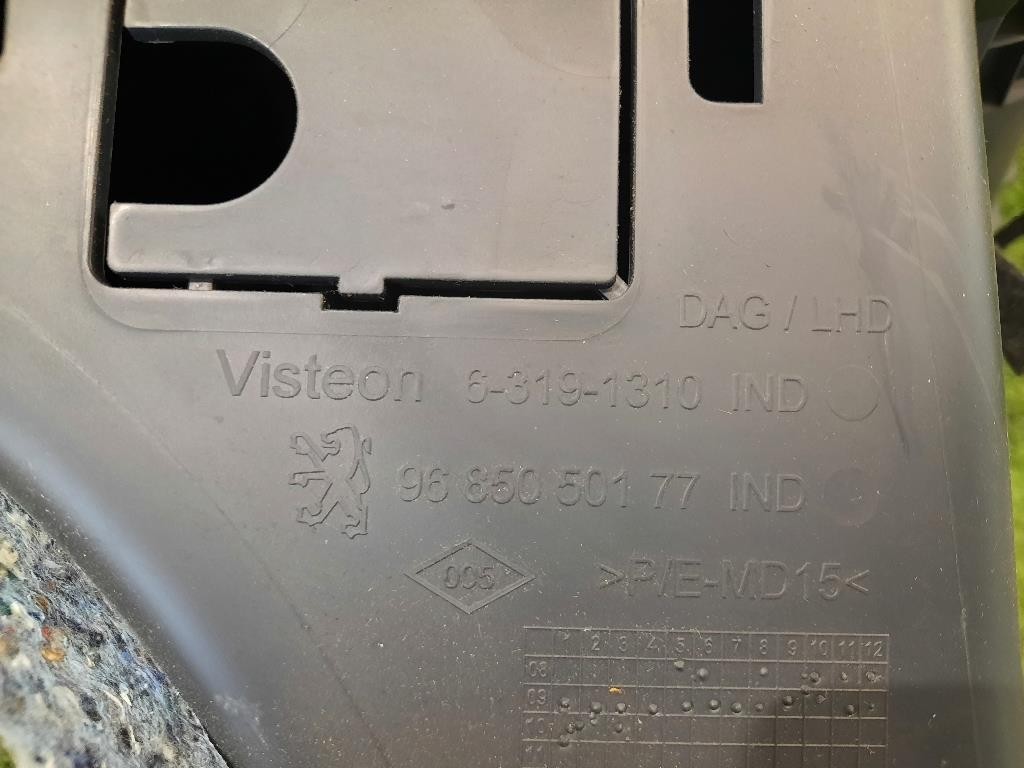 DAG / LHD
Visteon 6-319-1310 IND
96 850 501 77 IND
005 >P/E-MD15<
1 2 3 4 5 6 7 8 9 10 11 12
08
09
10
11